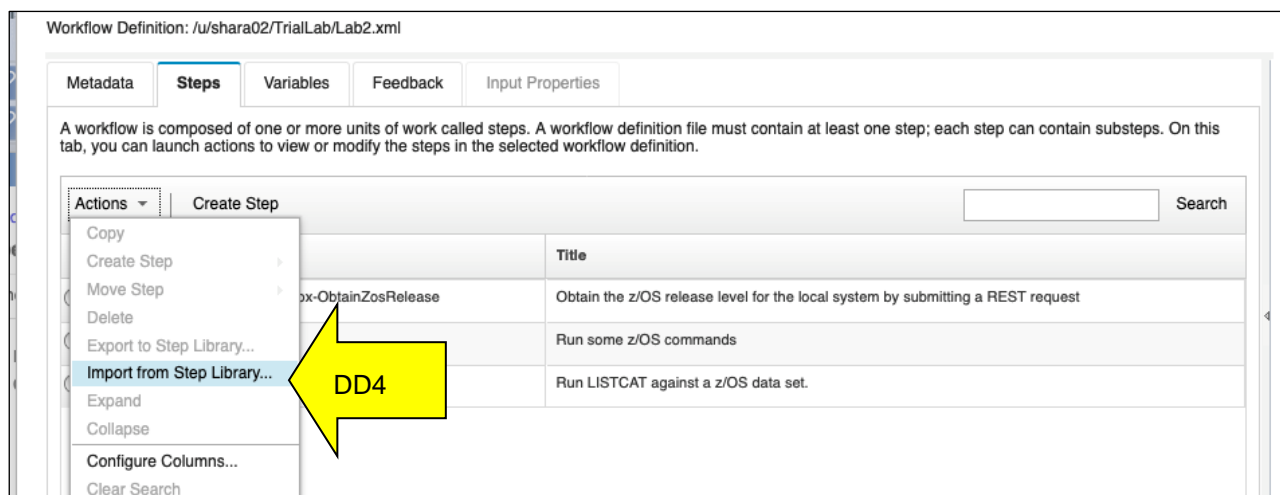 Workflow Definition: /u/shara02/TrialLab/Lab2.xml
Metadata Steps Variables Feedback Input Properties
A workflow is composed of one or more units of work called steps. A workflow definition file must contain at least one step; each step can contain substeps. On this
tab, you can launch actions to view or modify the steps in the selected workflow definition.
Actions Create Step Search
Copy
Create Step
Title
Move Step
ox-ObtainZosRelease Obtain the z/OS release level for the local system by submitting a REST request
Delete
Export to Step Library...
Run some z/OS commands
Import from Step Library...
DD4
Run LISTCAT against a z/OS data set.
Expand
Collapse
Configure Columns...
Clear Search